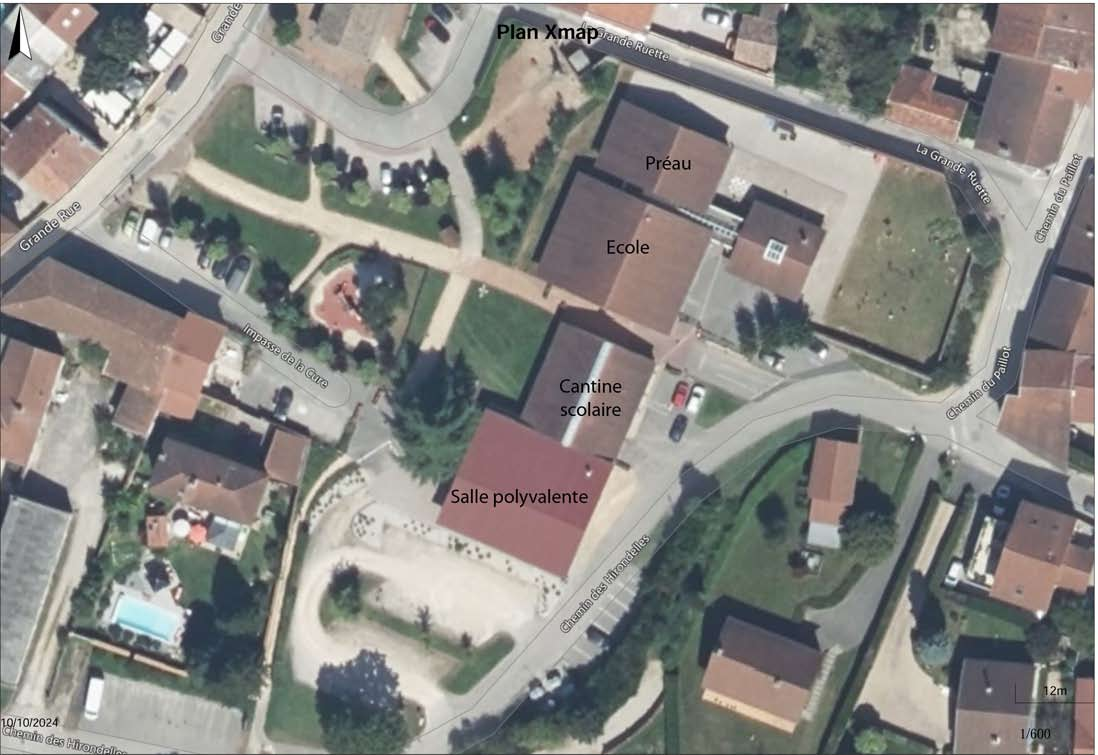 Grande
Plan Xmap
La Grande Ruette
Préau
La Grande Ruette
Chemin du Paillot
Grande Rue
Ecole
Impasse de la Cure
Cantine
scolaire
Chemin du Paillot
Salle polyvalente
Chemin des Hirondelles
12m
10/10/2024
1/600
Chemin des Hirondelles